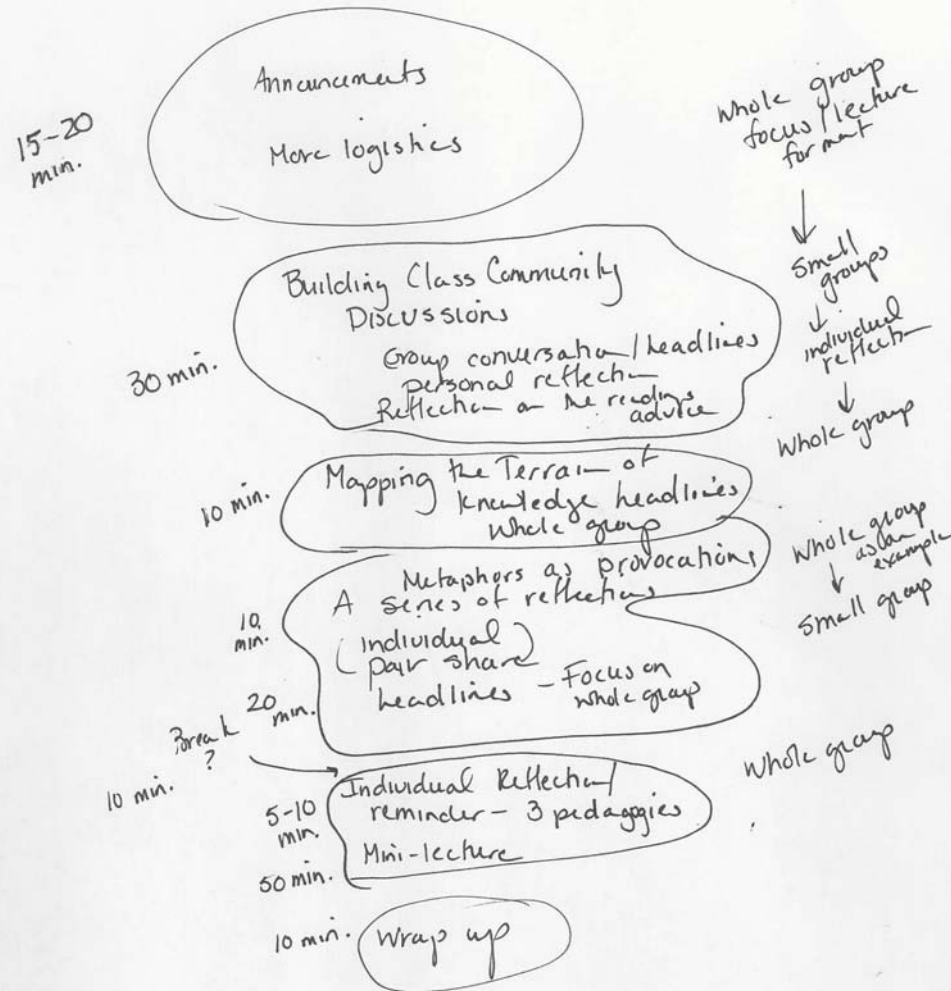 Announcements
More logistics
15-20
min.
Whole group
focus/lecture
format
Small
groups
individual
reflection
Whole group
Building Class Community
Discussions
Group conversation/headlines
personal reflection
Reflection on the readings
advice
30 min.
Mapping the Terrain of
knowledge headlines
Whole group
10 min.
Whole group
as an
example
Small group
Metaphors as provocations
A series of reflections
(individual)
pair share
headlines - Focus on
whole group
10
min.
20
min.
Break
?
10 min.
Individual Reflection/
reminder - 3 pedagogies
Mini-lecture
5-10
min.
50 min.
Whole group
10 min.
Wrap up